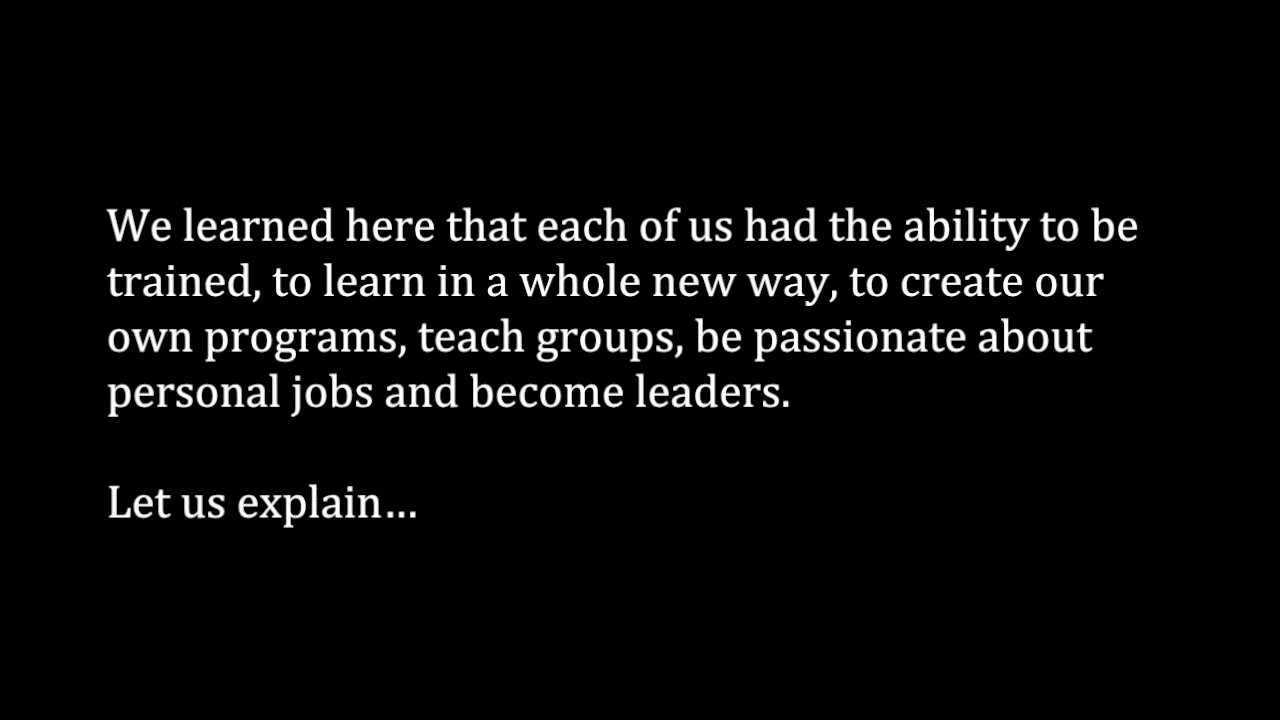 We learned here that each of us had the ability to be
trained, to learn in a whole new way, to create our
own programs, teach groups, be passionate about
personal jobs and become leaders.
Let us explain…